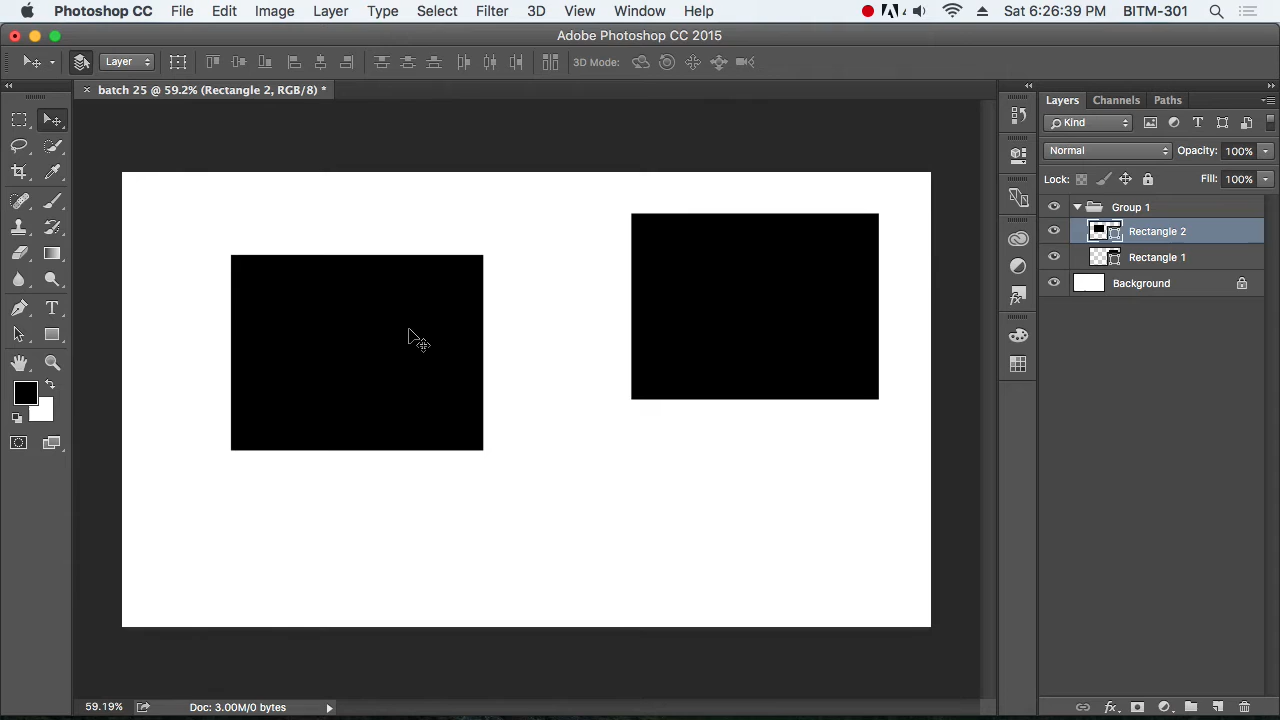 Photoshop CC File Edit Image Layer Type Select Filter 3D View Window Help Sat 6:26:39 PM BITM-301
Adobe Photoshop CC 2015
Layer 3D Mode:
× batch 25 @ 59.2% (Rectangle 2, RGB/8) *
Layers Channels Paths
Kind
Normal Opacity: 100%
Lock: Fill: 100%
Group 1
Rectangle 2
Rectangle 1
Background
59.19% Doc: 3.00M/0 bytes